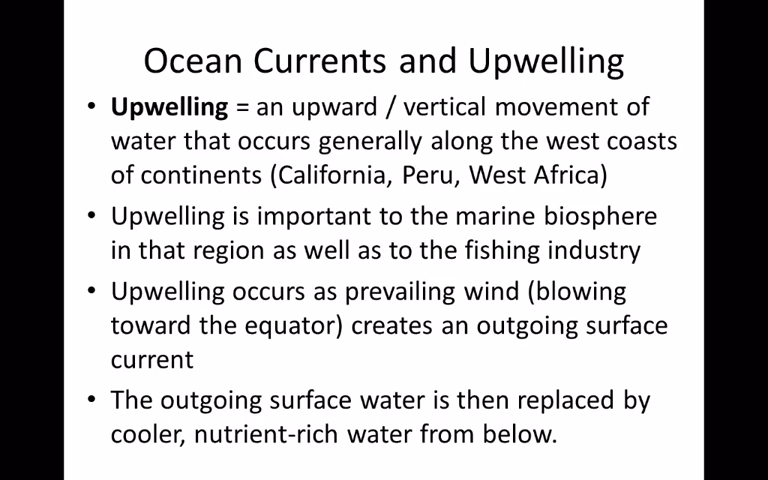 Ocean Currents and Upwelling
• Upwelling = an upward / vertical movement of
water that occurs generally along the west coasts
of continents (California, Peru, West Africa)
• Upwelling is important to the marine biosphere
in that region as well as to the fishing industry
• Upwelling occurs as prevailing wind (blowing
toward the equator) creates an outgoing surface
current
• The outgoing surface water is then replaced by
cooler, nutrient-rich water from below.